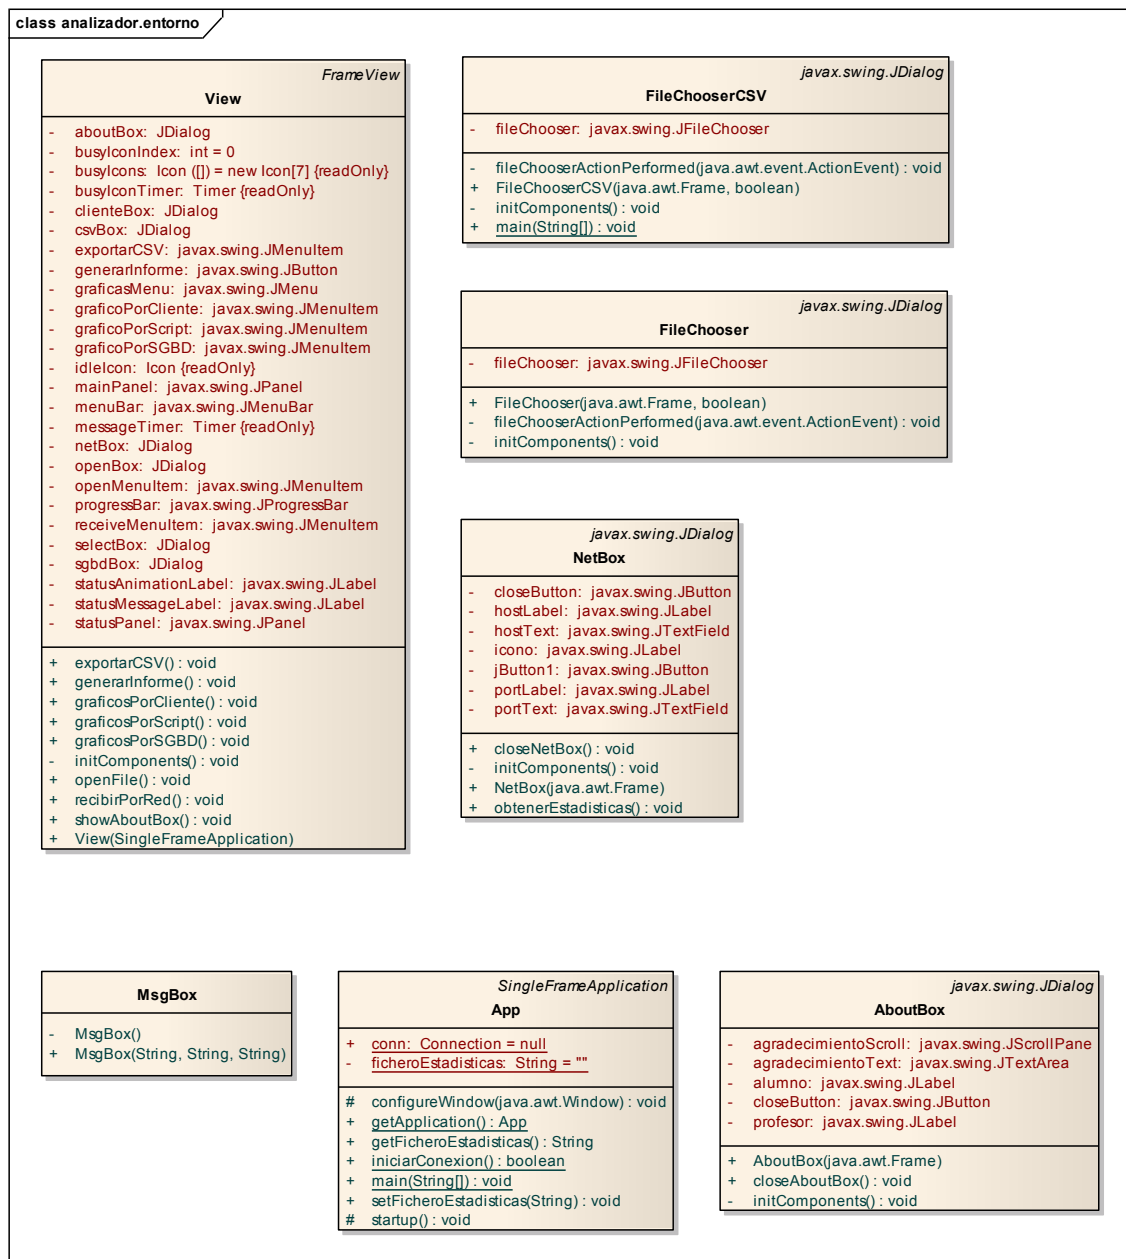 class analizador.entorno
FrameView
View
- aboutBox: JDialog
- busyIconIndex: int = 0
- busyIcons: Icon ([]) = new Icon[7] {readOnly}
- busyIconTimer: Timer {readOnly}
- clienteBox: JDialog
- csvBox: JDialog
- exportarCSV: javax.swing.JMenuItem
- generarInforme: javax.swing.JButton
- graficasMenu: javax.swing.JMenu
- graficoPorCliente: javax.swing.JMenuItem
- graficoPorScript: javax.swing.JMenuItem
- graficoPorSGBD: javax.swing.JMenuItem
- idleIcon: Icon {readOnly}
- mainPanel: javax.swing.JPanel
- menuBar: javax.swing.JMenuBar
- messageTimer: Timer {readOnly}
- netBox: JDialog
- openBox: JDialog
- openMenuItem: javax.swing.JMenuItem
- progressBar: javax.swing.JProgressBar
- receiveMenuItem: javax.swing.JMenuItem
- selectBox: JDialog
- sgbdBox: JDialog
- statusAnimationLabel: javax.swing.JLabel
- statusMessageLabel: javax.swing.JLabel
- statusPanel: javax.swing.JPanel
+ exportarCSV() : void
+ generarInforme() : void
+ graficosPorCliente() : void
+ graficosPorScript() : void
+ graficosPorSGBD() : void
- initComponents() : void
+ openFile() : void
+ recibirPorRed() : void
+ showAboutBox() : void
+ View(SingleFrameApplication)
javax.swing.JDialog
FileChooserCSV
- fileChooser: javax.swing.JFileChooser
- fileChooserActionPerformed(java.awt.event.ActionEvent) : void
+ FileChooserCSV(java.awt.Frame, boolean)
- initComponents() : void
+ main(String[]) : void
javax.swing.JDialog
FileChooser
- fileChooser: javax.swing.JFileChooser
+ FileChooser(java.awt.Frame, boolean)
- fileChooserActionPerformed(java.awt.event.ActionEvent) : void
- initComponents() : void
javax.swing.JDialog
NetBox
- closeButton: javax.swing.JButton
- hostLabel: javax.swing.JLabel
- hostText: javax.swing.JTextField
- icono: javax.swing.JLabel
- jButton1: javax.swing.JButton
- portLabel: javax.swing.JLabel
- portText: javax.swing.JTextField
+ closeNetBox() : void
- initComponents() : void
+ NetBox(java.awt.Frame)
+ obtenerEstadisticas() : void
MsgBox
- MsgBox()
+ MsgBox(String, String, String)
SingleFrameApplication
App
+ conn: Connection = null
- ficheroEstadisticas: String = ""
# configureWindow(java.awt.Window) : void
+ getApplication() : App
+ getFicheroEstadisticas() : String
+ iniciarConexion() : boolean
+ main(String[]) : void
+ setFicheroEstadisticas(String) : void
# startup() : void
javax.swing.JDialog
AboutBox
- agradecimientoScroll: javax.swing.JScrollPane
- agradecimientoText: javax.swing.JTextArea
- alumno: javax.swing.JLabel
- closeButton: javax.swing.JButton
- profesor: javax.swing.JLabel
+ AboutBox(java.awt.Frame)
+ closeAboutBox() : void
- initComponents() : void